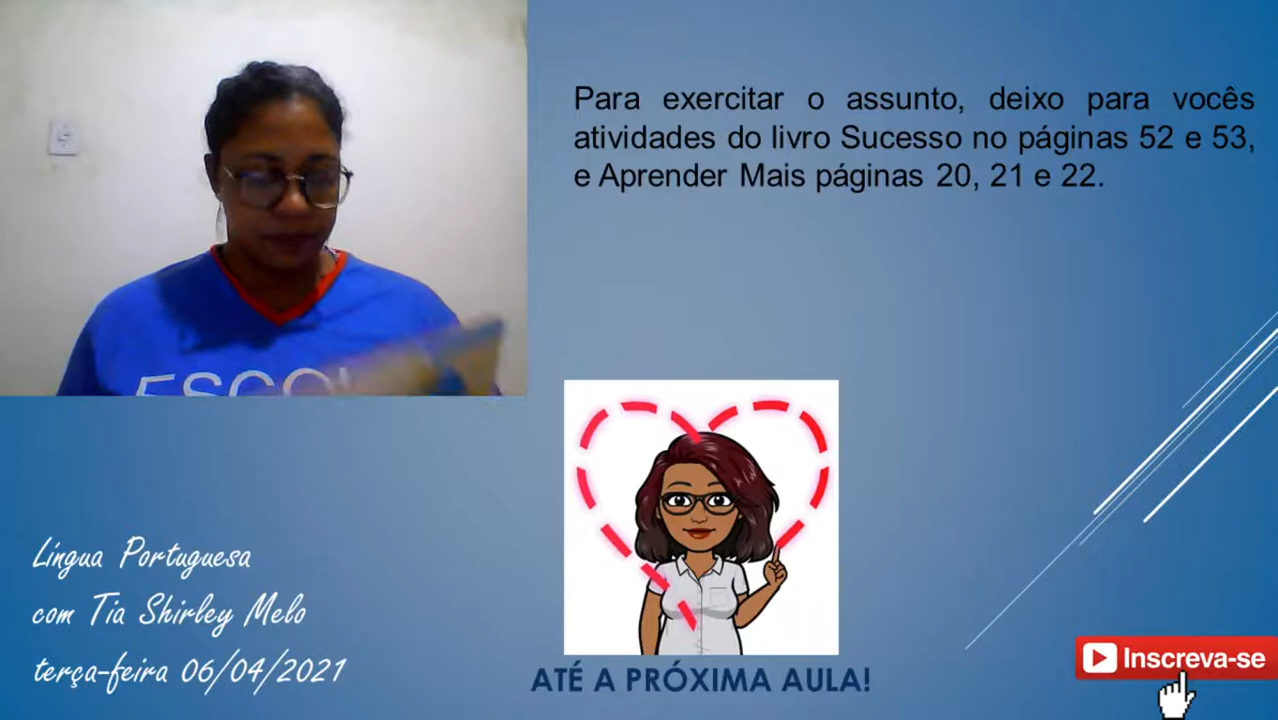 Para exercitar o assunto, deixo para vocês
atividades do livro Sucesso no páginas 52 e 53,
e Aprender Mais páginas 20, 21 e 22.
Língua Portuguesa
com Tia Shirley Melo
terça-feira 06/04/2021
ATÉ A PRÓXIMA AULA!
Inscreva-se